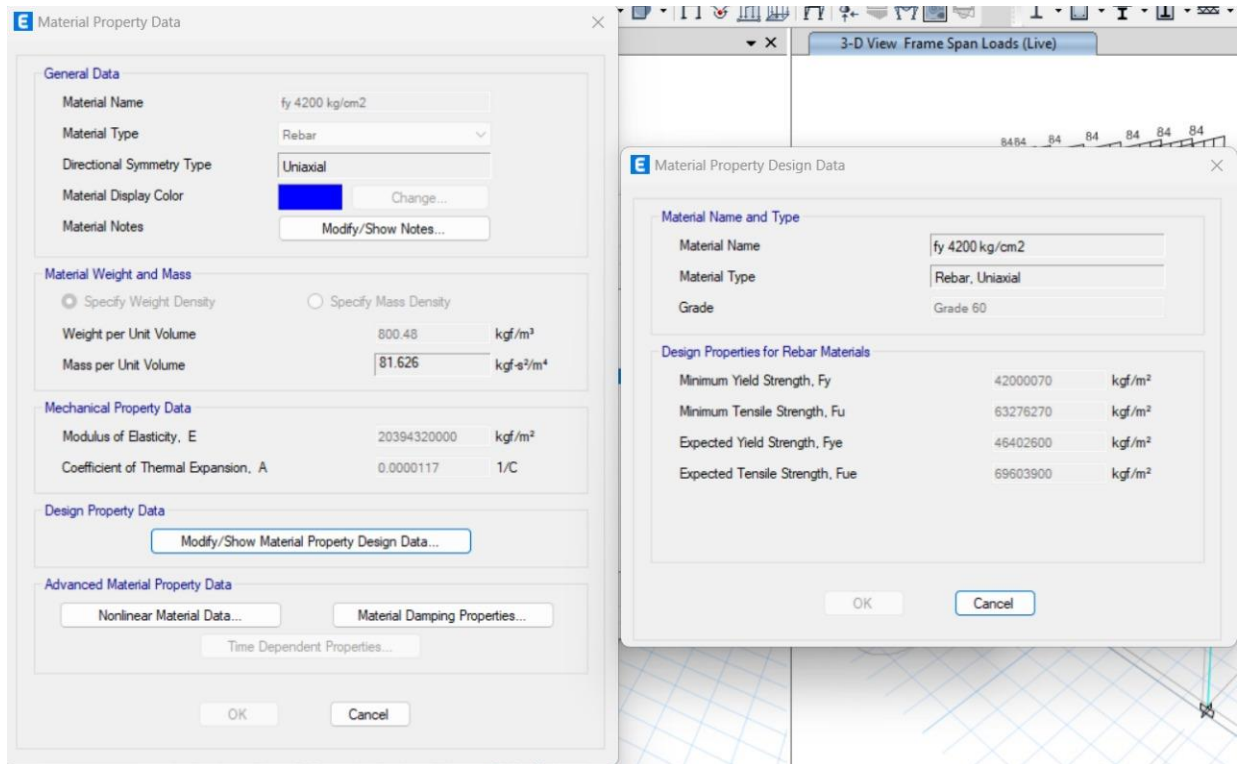 E Material Property Data
General Data
Material Name fy 4200 kg/cm2
Material Type Rebar
Directional Symmetry Type Uniaxial
Material Display Color Change...
Material Notes Modify/Show Notes...
Material Weight and Mass
Specify Weight Density Specify Mass Density
Weight per Unit Volume 800.48 kgf/m³
Mass per Unit Volume 81.626 kgf-s²/m⁴
Mechanical Property Data
Modulus of Elasticity, E 20394320000 kgf/m²
Coefficient of Thermal Expansion, A 0.0000117 1/C
Design Property Data
Modify/Show Material Property Design Data...
Advanced Material Property Data
Nonlinear Material Data... Material Damping Properties...
Time Dependent Properties...
OK Cancel
3-D View Frame Span Loads (Live)
8484 84 84 84 84 84
E Material Property Design Data
Material Name and Type
Material Name fy 4200 kg/cm2
Material Type Rebar, Uniaxial
Grade Grade 60
Design Properties for Rebar Materials
Minimum Yield Strength, Fy 42000070 kgf/m²
Minimum Tensile Strength, Fu 63276270 kgf/m²
Expected Yield Strength, Fye 46402600 kgf/m²
Expected Tensile Strength, Fue 69603900 kgf/m²
OK Cancel